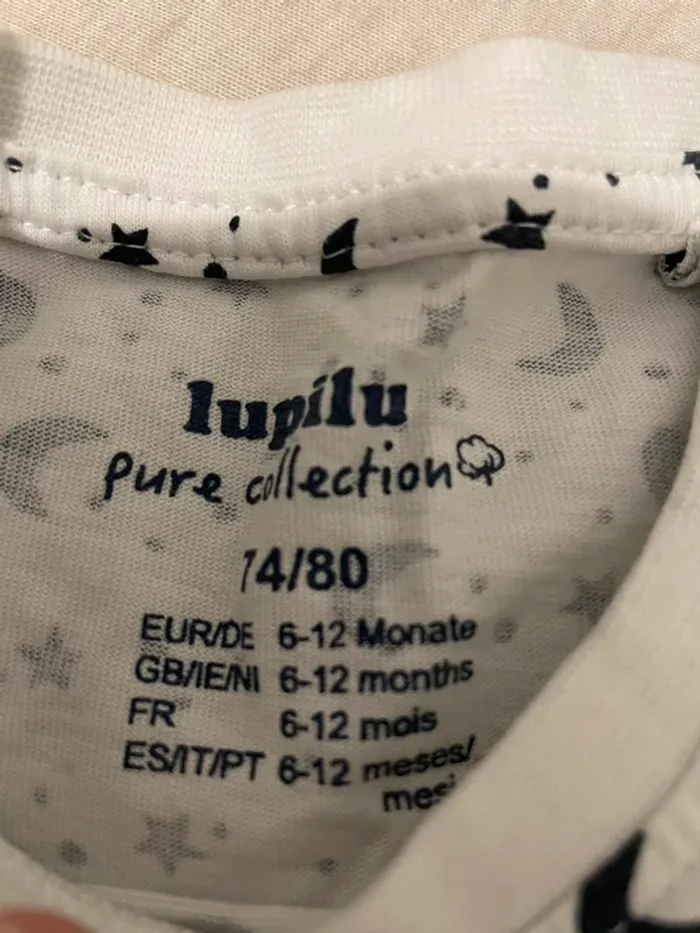 lupilu
pure collection
74/80
EUR/DE 6-12 Monate
GB/IE/NI 6-12 months
FR 6-12 mois
ES/IT/PT 6-12 meses/
mesi